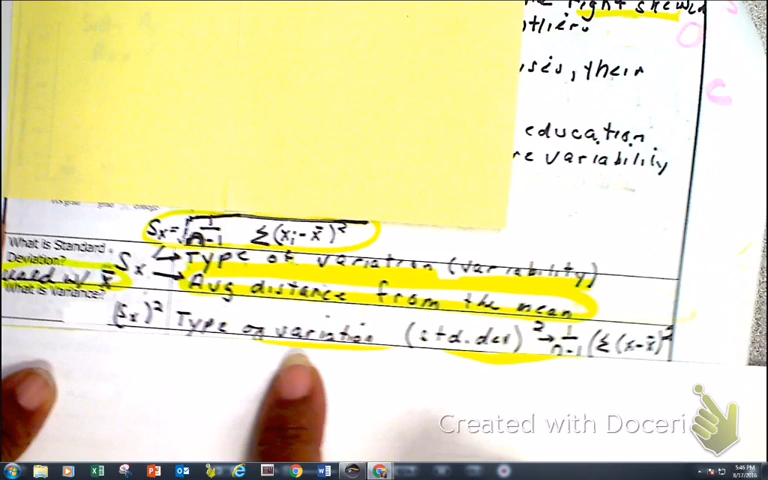 right skewed
outliers
their
education
variability
Sx = √1/n-1 Σ(xi - x̄)²
What is Standard Deviation?
Sx → Type of variation (variability)
used w/ x̄ → Avg distance from the mean
What is Variance?
(Sx)² Type of variation (std.dev)² → 1/n-1 (Σ(x-x̄)²
Created with Doceri
5:46 PM
8/17/2016